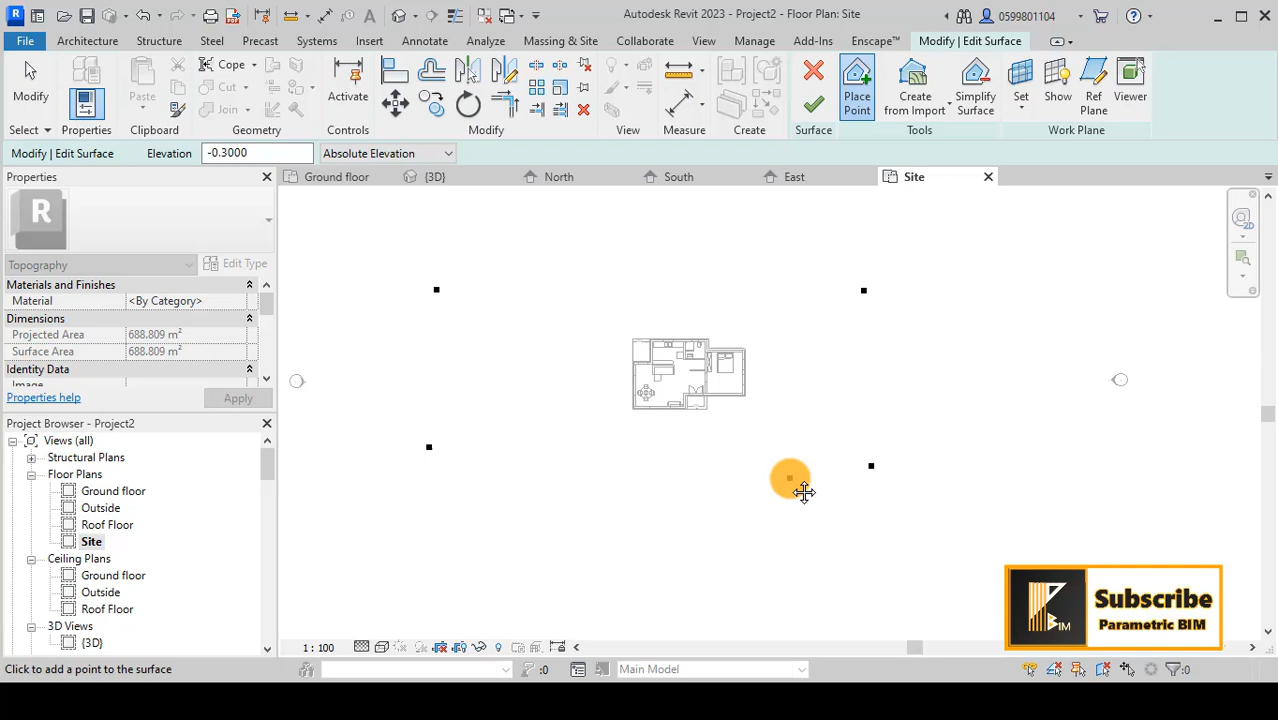 Autodesk Revit 2023 - Project2 - Floor Plan: Site
0599801104
File Architecture Structure Steel Precast Systems Insert Annotate Analyze Massing & Site Collaborate View Manage Add-Ins Enscape™ Modify | Edit Surface
Modify Paste Copy Cut Join Activate Place Point Create from Import Simplify Surface Set Show Ref Plane Viewer
Select Properties Clipboard Geometry Controls Modify View Measure Create Surface Tools Work Plane
Modify | Edit Surface Elevation -0.3000 Absolute Elevation
Properties
Ground floor {3D} North South East Site
R
Topography Edit Type
Materials and Finishes
Material <By Category>
Dimensions
Projected Area 688.809 m²
Surface Area 688.809 m²
Identity Data
Image
Properties help Apply
Project Browser - Project2
Views (all)
Structural Plans
Floor Plans
Ground floor
Outside
Roof Floor
Site
Ceiling Plans
Ground floor
Outside
Roof Floor
3D Views
{3D}
2D
Subscribe
Parametric BIM
BIM
1 : 100
Click to add a point to the surface
:0
Main Model
:0